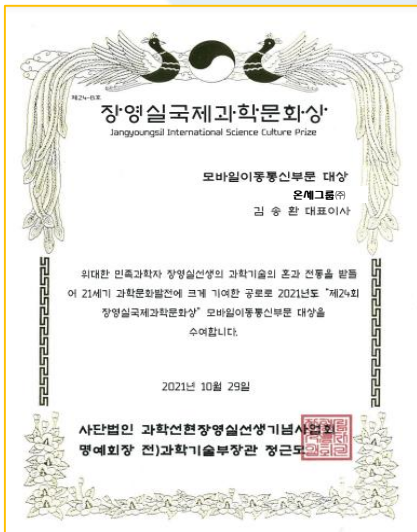 제24-8호
장영실국제과학문화상
Jangyoungsil International Science Culture Prize
모바일이동통신부문 대상
온세그룹㈜
김 송 환 대표이사
위대한 민족과학자 장영실선생의 과학기술의 혼과 전통을 받들
어 21세기 과학문화발전에 크게 기여한 공로로 2021년도 "제24회
장영실국제과학문화상" 모바일이동통신부문 대상을
수여합니다.
2021년 10월 29일
사단법인 과학선현장영실선생기념사업회
명예회장 전)과학기술부장관 정근모